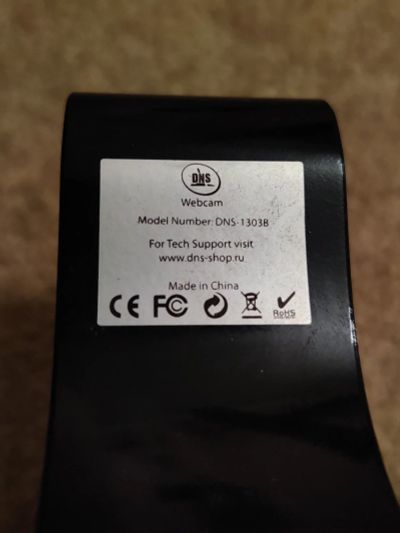 DNS
Webcam
Model Number: DNS-1303B
For Tech Support visit
www.dns-shop.ru
Made in China
CE FC RoHS